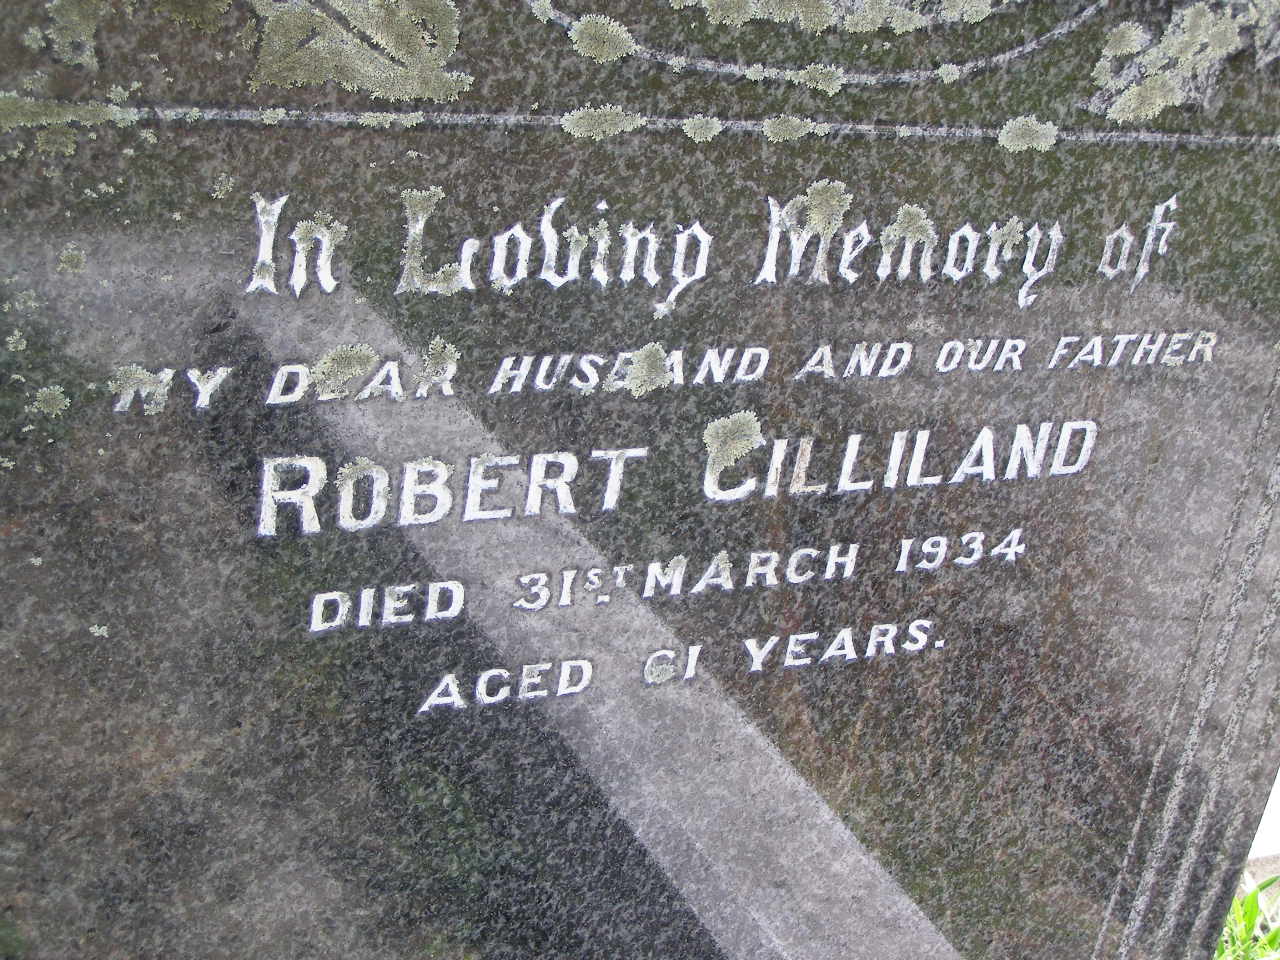 In Loving Memory of
MY DEAR HUSBAND AND OUR FATHER
ROBERT GILLILAND
DIED 31ST MARCH 1934
AGED 61 YEARS.